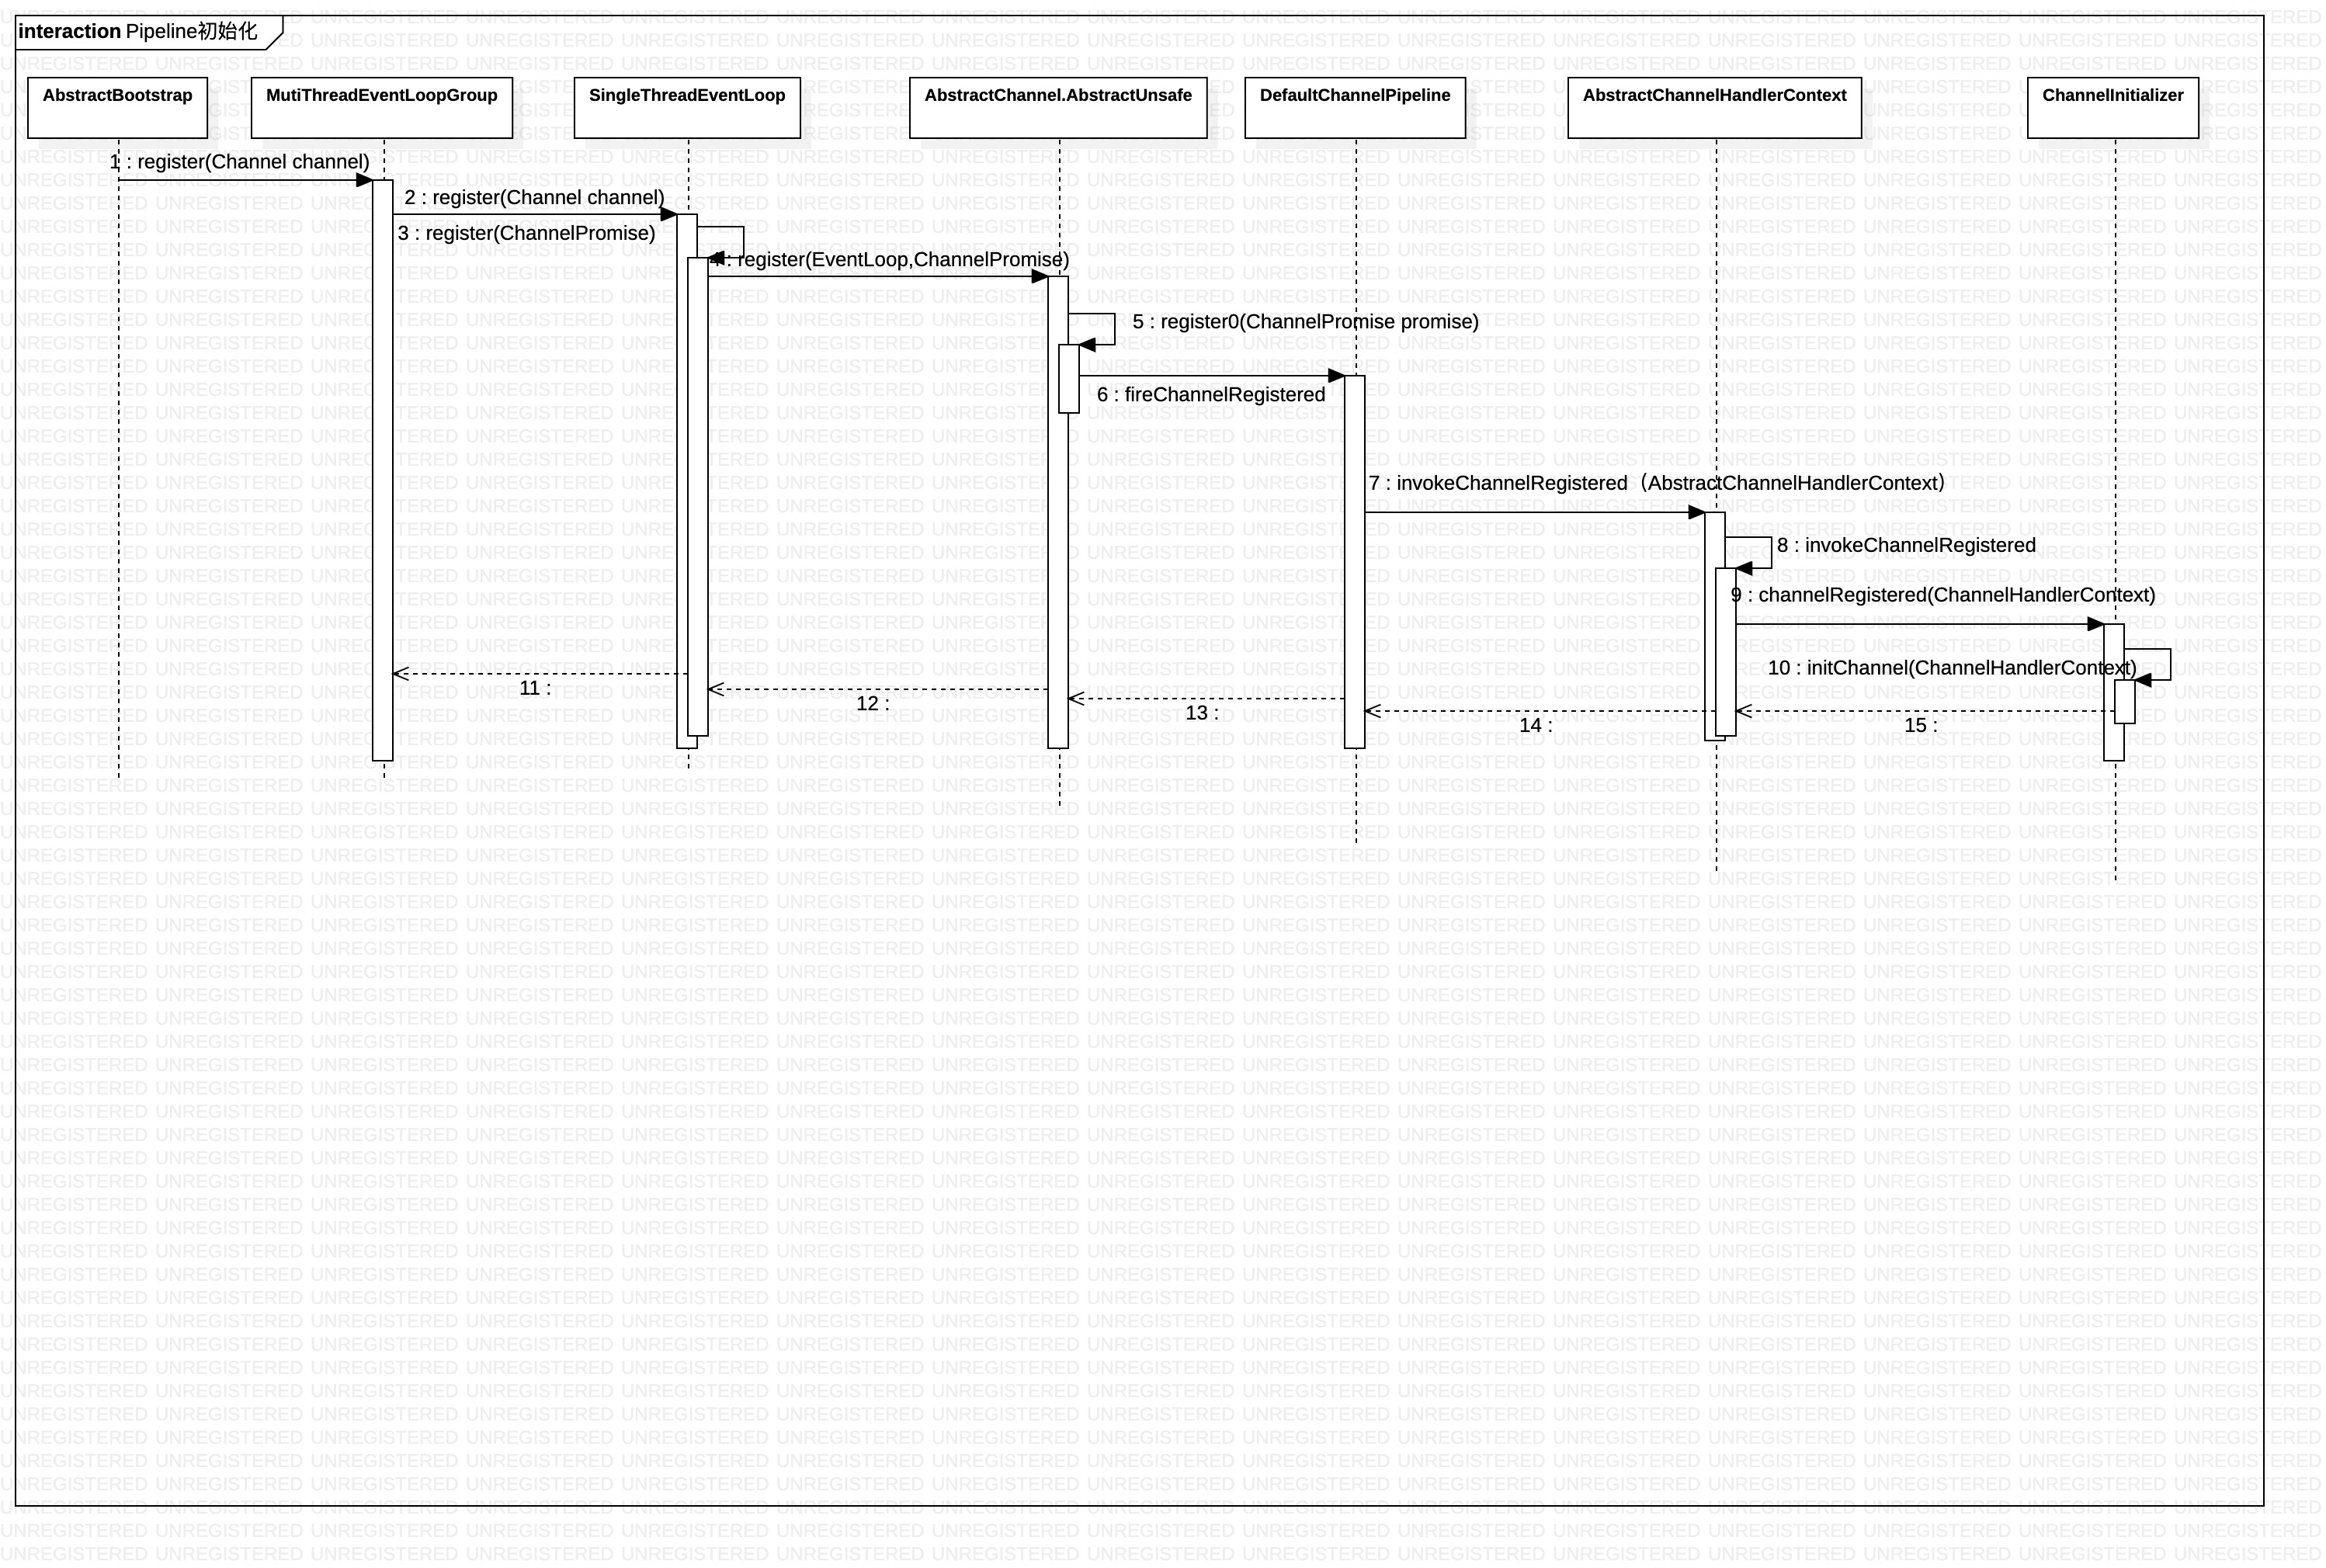 interaction Pipeline初始化
AbstractBootstrap
MutiThreadEventLoopGroup
SingleThreadEventLoop
AbstractChannel.AbstractUnsafe
DefaultChannelPipeline
AbstractChannelHandlerContext
ChannelInitializer
1 : register(Channel channel)
2 : register(Channel channel)
3 : register(ChannelPromise)
4 : register(EventLoop,ChannelPromise)
5 : register0(ChannelPromise promise)
6 : fireChannelRegistered
7 : invokeChannelRegistered（AbstractChannelHandlerContext）
8 : invokeChannelRegistered
9 : channelRegistered(ChannelHandlerContext)
10 : initChannel(ChannelHandlerContext)
11 :
12 :
13 :
14 :
15 :
UNREGISTERED